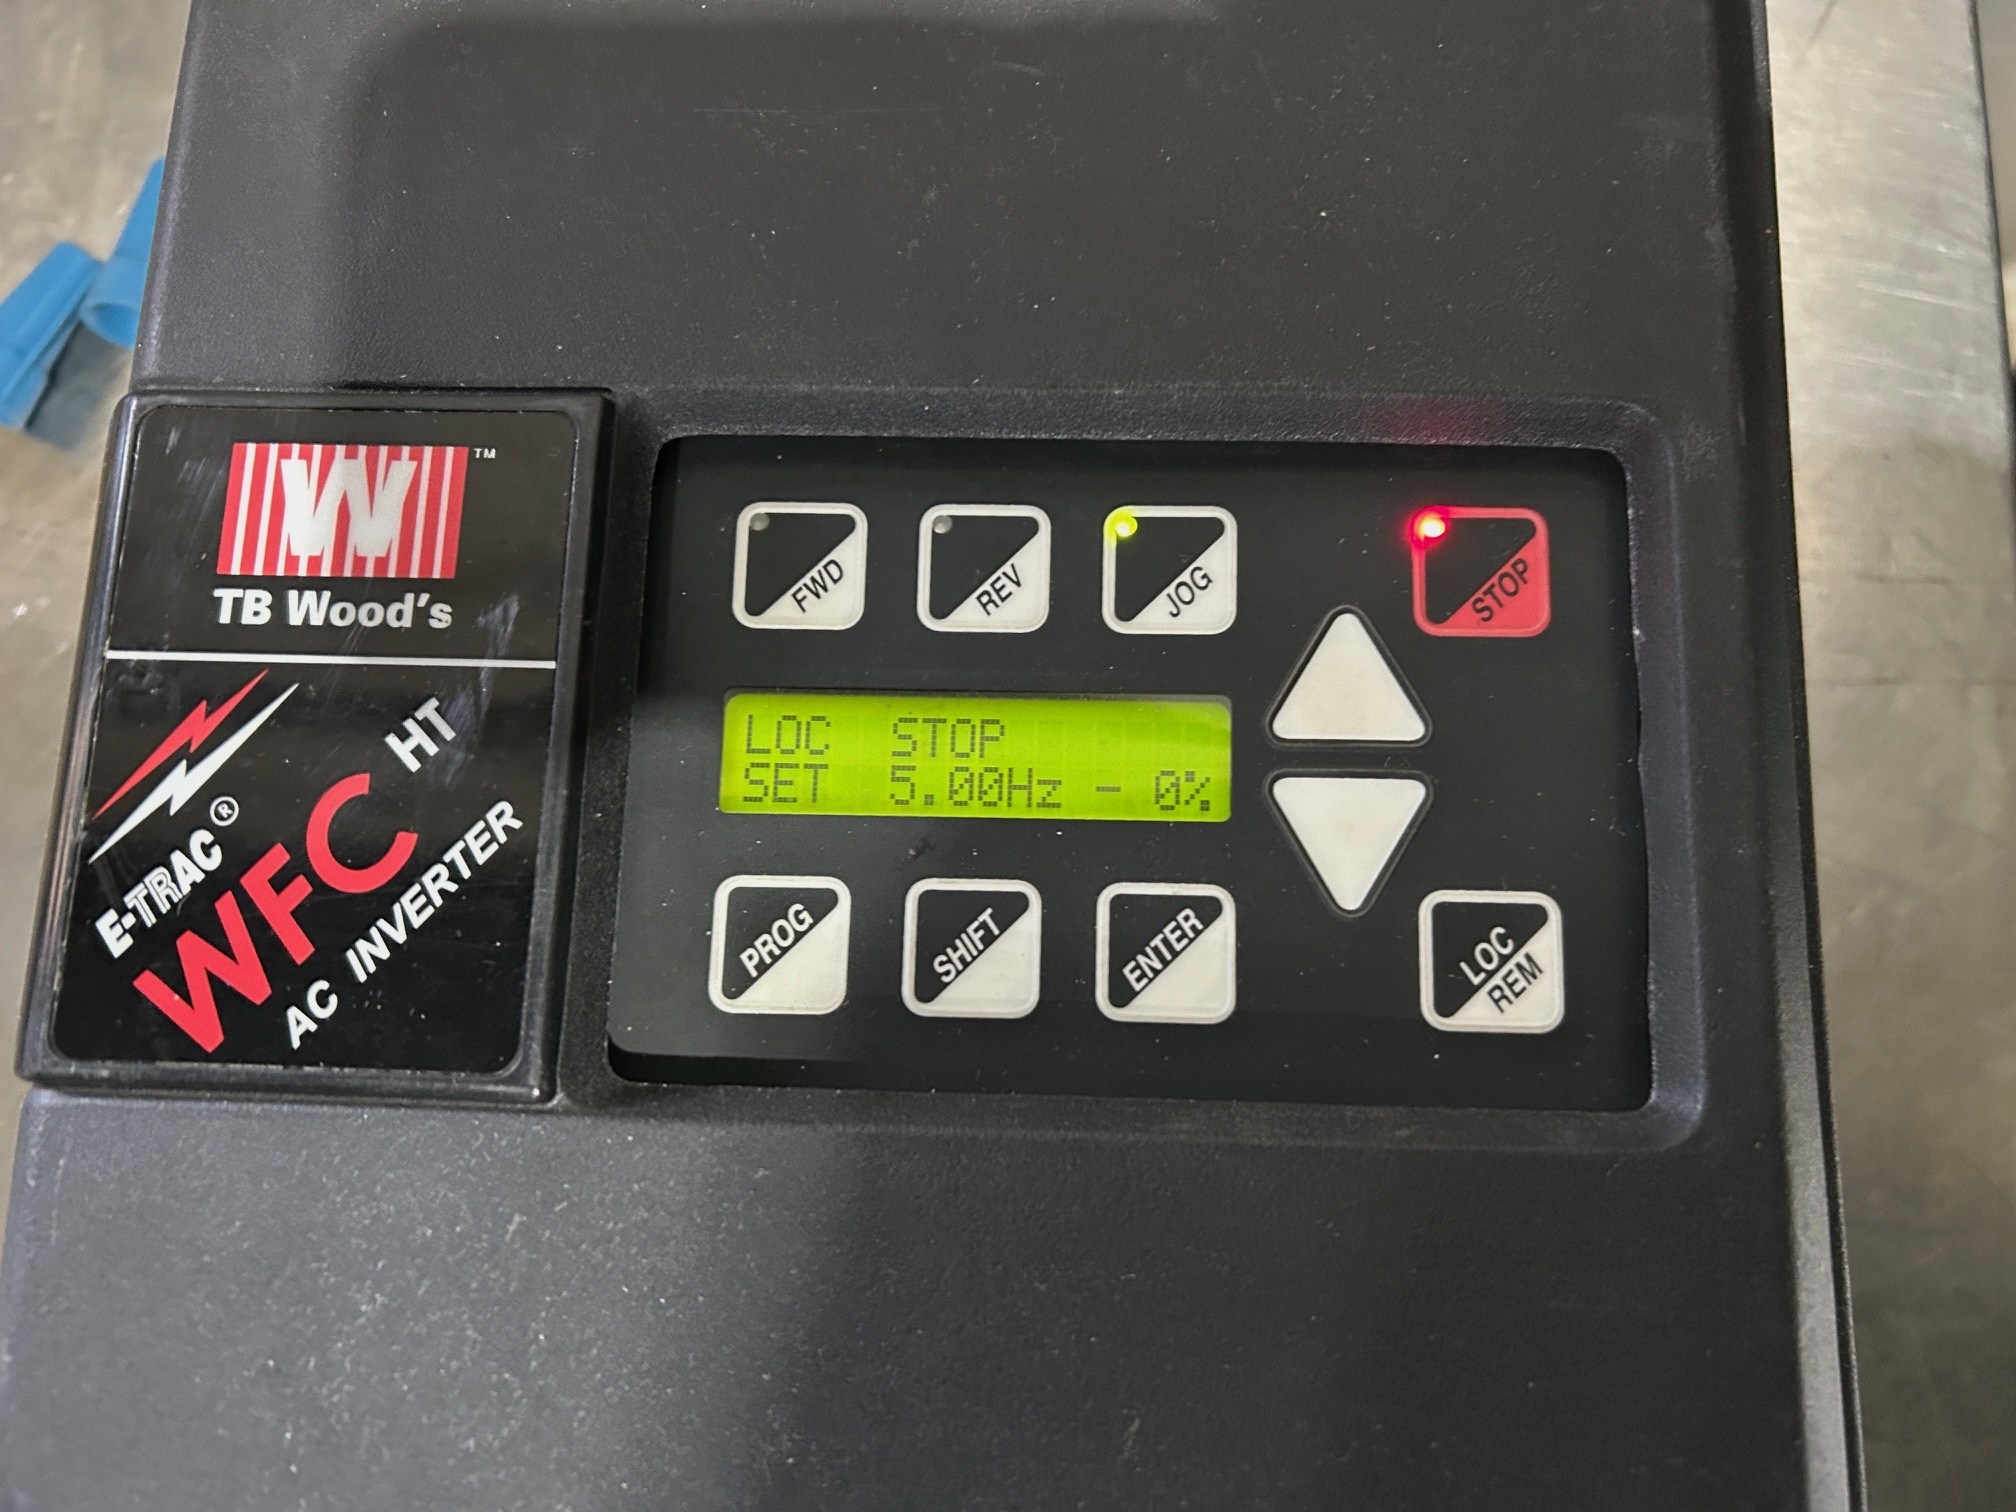 TM
TB Wood's
E-TRAC®
WFC HT
AC INVERTER
FWD
REV
JOG
STOP
LOC STOP
SET 5.00Hz - 0%
PROG
SHIFT
ENTER
LOC
REM